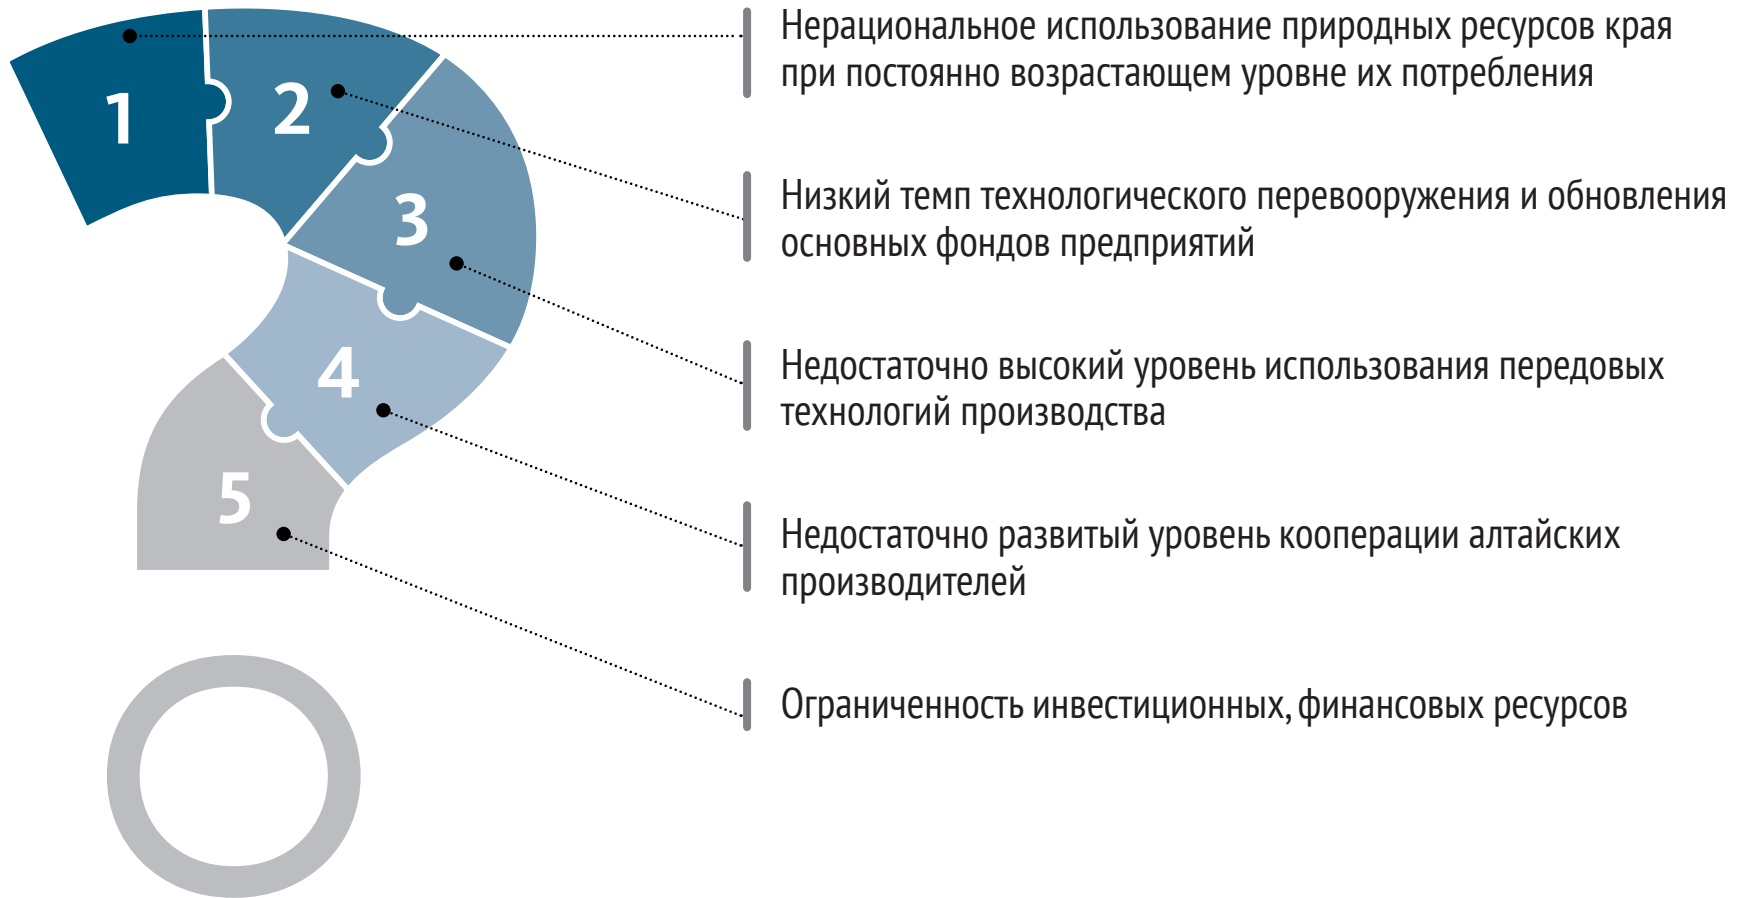 1
Нерациональное использование природных ресурсов края
при постоянно возрастающем уровне их потребления
2
Низкий темп технологического перевооружения и обновления
основных фондов предприятий
3
Недостаточно высокий уровень использования передовых
технологий производства
4
Недостаточно развитый уровень кооперации алтайских
производителей
5
Ограниченность инвестиционных, финансовых ресурсов